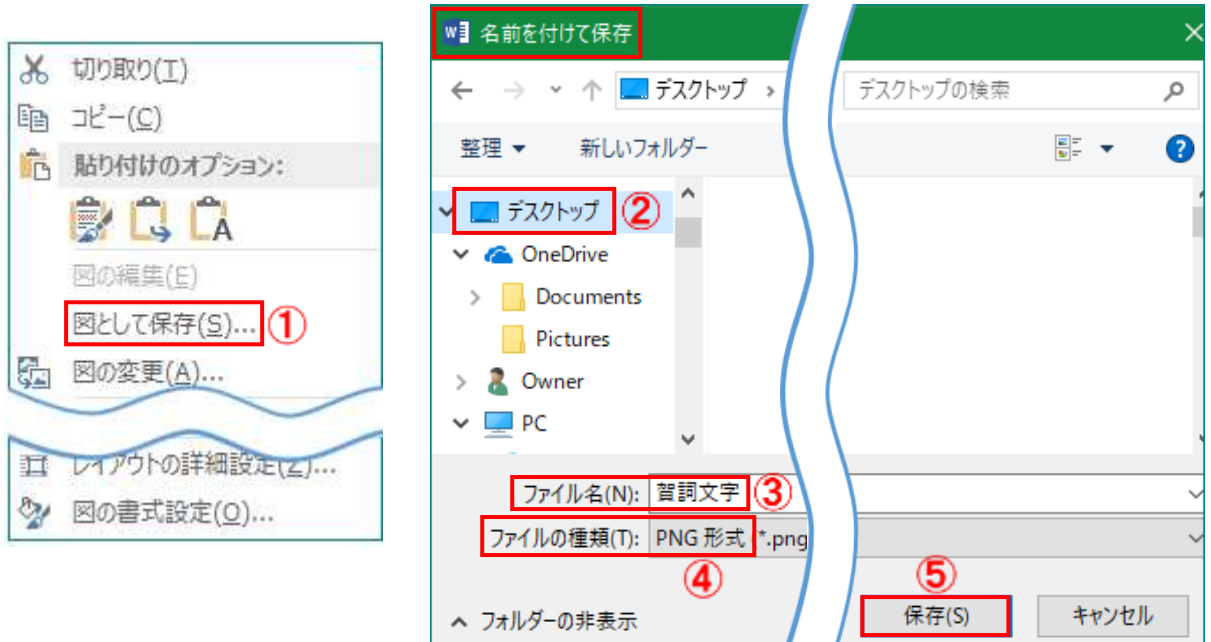 切り取り(T)
コピー(C)
貼り付けのオプション:
A
図の編集(E)
図として保存(S)... ①
図の変更(A)...
レイアウトの詳細設定(Z)...
図の書式設定(O)...
名前を付けて保存
デスクトップ
デスクトップの検索
整理
新しいフォルダー
?
デスクトップ ②
OneDrive
Documents
Pictures
Owner
PC
ファイル名(N): 賀詞文字 ③
ファイルの種類(T): PNG 形式 (*.png
④
⑤
フォルダーの非表示
保存(S)
キャンセル